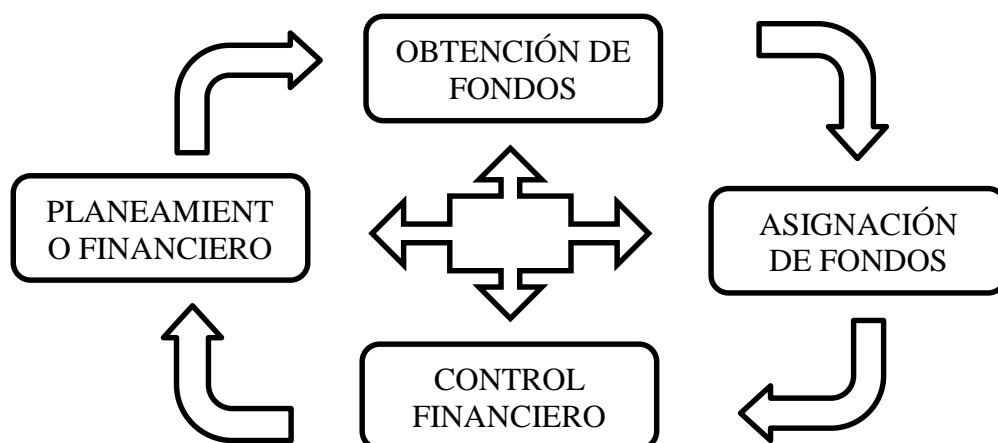 OBTENCIÓN DE
FONDOS
PLANEAMIENT
O FINANCIERO
ASIGNACIÓN
DE FONDOS
CONTROL
FINANCIERO